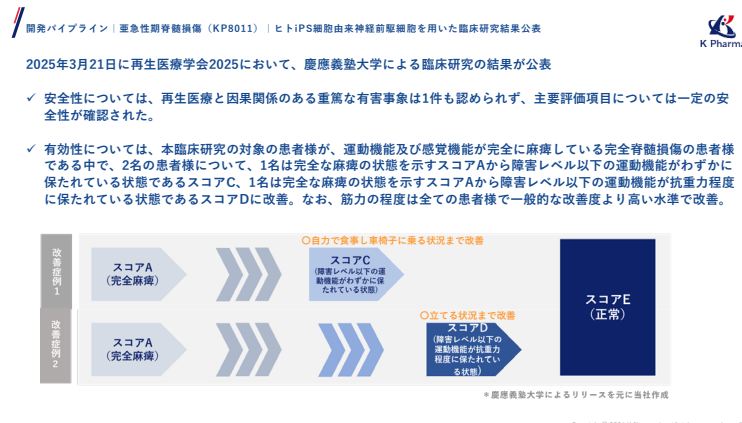 開発パイプライン｜亜急性期脊髄損傷（KP8011）｜ヒトiPS細胞由来神経前駆細胞を用いた臨床研究結果公表
K Pharma
2025年3月21日に再生医療学会2025において、慶應義塾大学による臨床研究の結果が公表
✓ 安全性については、再生医療と因果関係のある重篤な有害事象は1件も認められず、主要評価項目については一定の安
全性が確認された。
✓ 有効性については、本臨床研究の対象の患者様が、運動機能及び感覚機能が完全に麻痺している完全脊髄損傷の患者様
である中で、2名の患者様について、1名は完全な麻痺の状態を示すスコアAから障害レベル以下の運動機能がわずかに
保たれている状態であるスコアC、1名は完全な麻痺の状態を示すスコアAから障害レベル以下の運動機能が抗重力程度
に保たれている状態であるスコアDに改善。なお、筋力の程度は全ての患者様で一般的な改善度より高い水準で改善。
改善症例1
〇自力で食事し車椅子に乗る状況まで改善
スコアA
（完全麻痺）
スコアC
（障害レベル以下の運
動機能がわずかに保
たれている状態）
改善症例2
〇立てる状況まで改善
スコアA
（完全麻痺）
スコアD
（障害レベル以下の
運動機能が抗重力
程度に保たれてい
る状態）
スコアE
（正常）
＊慶應義塾大学によるリリースを元に当社作成